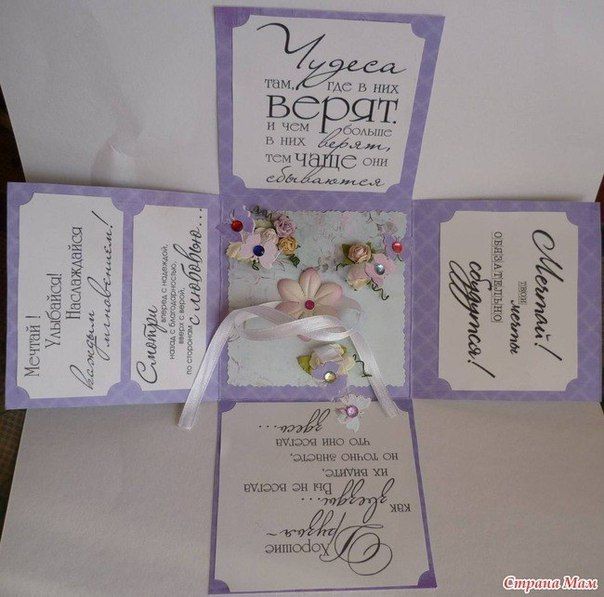 Чудеса
там, где в них
верят.
и чем больше
в них верят,
тем чаще они
сбываются
Мечтай !
Улыбайся!
Наслаждайся
каждым
мгновением!
Смотри
вперед с надеждой,
назад с благодарностью,
вверх с верой,
по сторонам
с любовью...
Мечтай!
твои
мечты
обязательно
сбудутся!
Хорошие
Друзья –
как
звезды...
Вы не всегда
их видите,
но точно знаете,
что они всегда
здесь...
Страна Мам